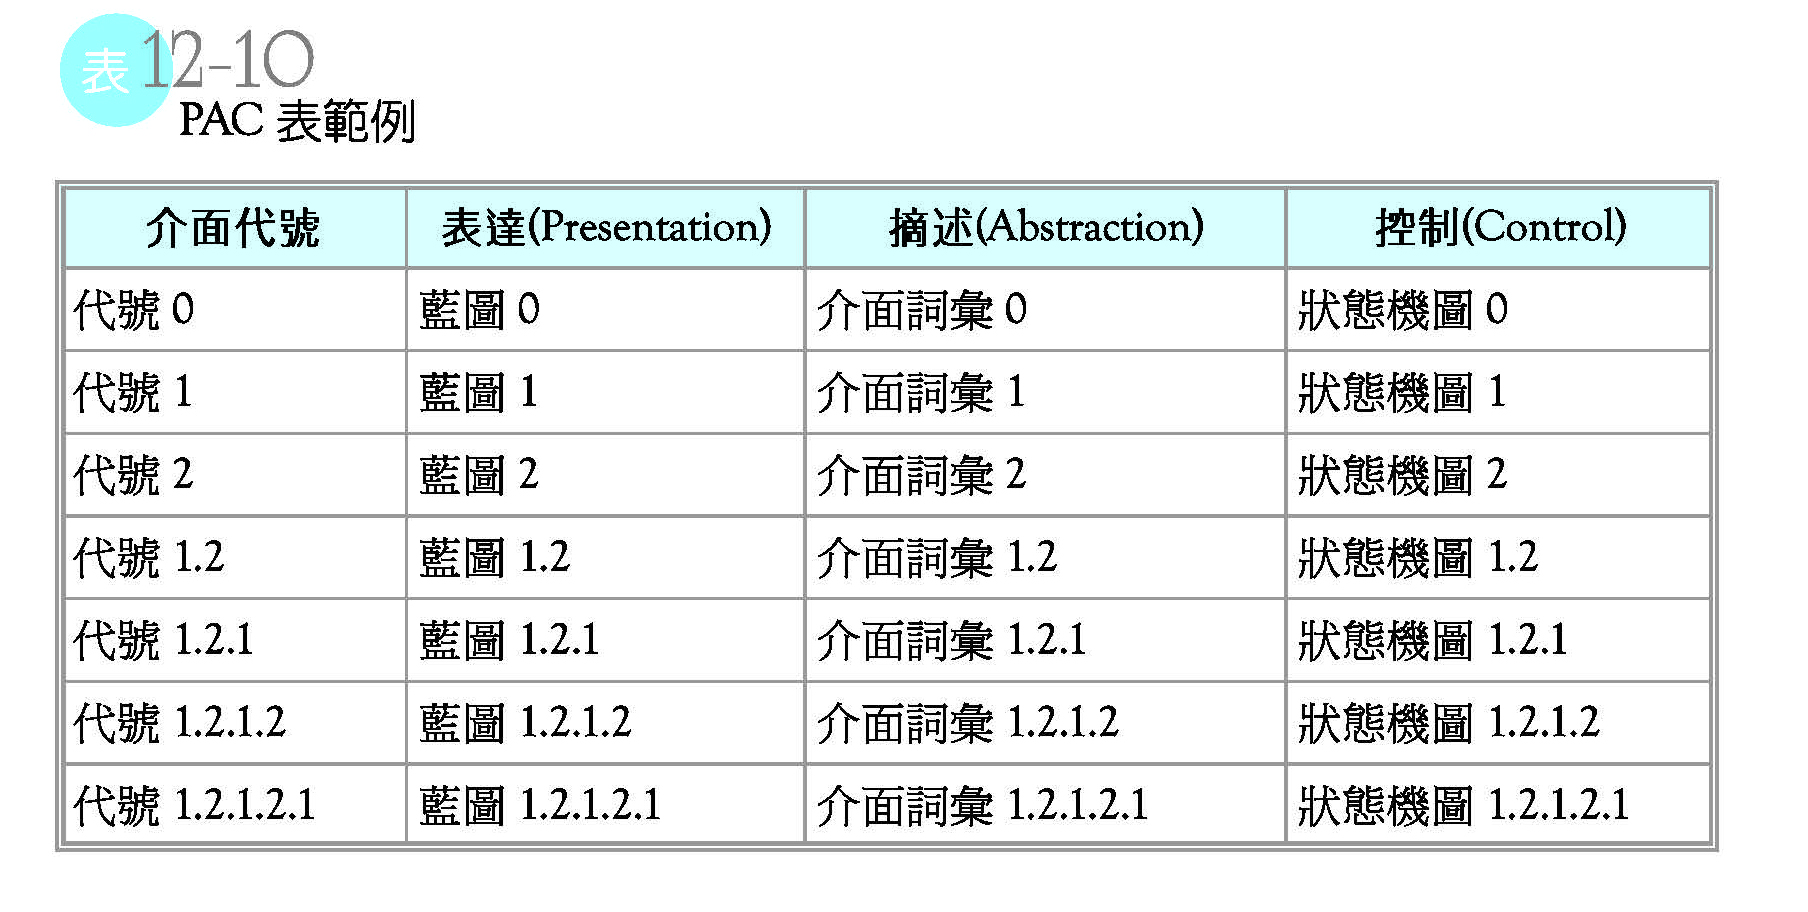 表 12-10
PAC 表範例
介面代號 表達(Presentation) 摘述(Abstraction) 控制(Control)
代號 0 藍圖 0 介面詞彙 0 狀態機圖 0
代號 1 藍圖 1 介面詞彙 1 狀態機圖 1
代號 2 藍圖 2 介面詞彙 2 狀態機圖 2
代號 1.2 藍圖 1.2 介面詞彙 1.2 狀態機圖 1.2
代號 1.2.1 藍圖 1.2.1 介面詞彙 1.2.1 狀態機圖 1.2.1
代號 1.2.1.2 藍圖 1.2.1.2 介面詞彙 1.2.1.2 狀態機圖 1.2.1.2
代號 1.2.1.2.1 藍圖 1.2.1.2.1 介面詞彙 1.2.1.2.1 狀態機圖 1.2.1.2.1